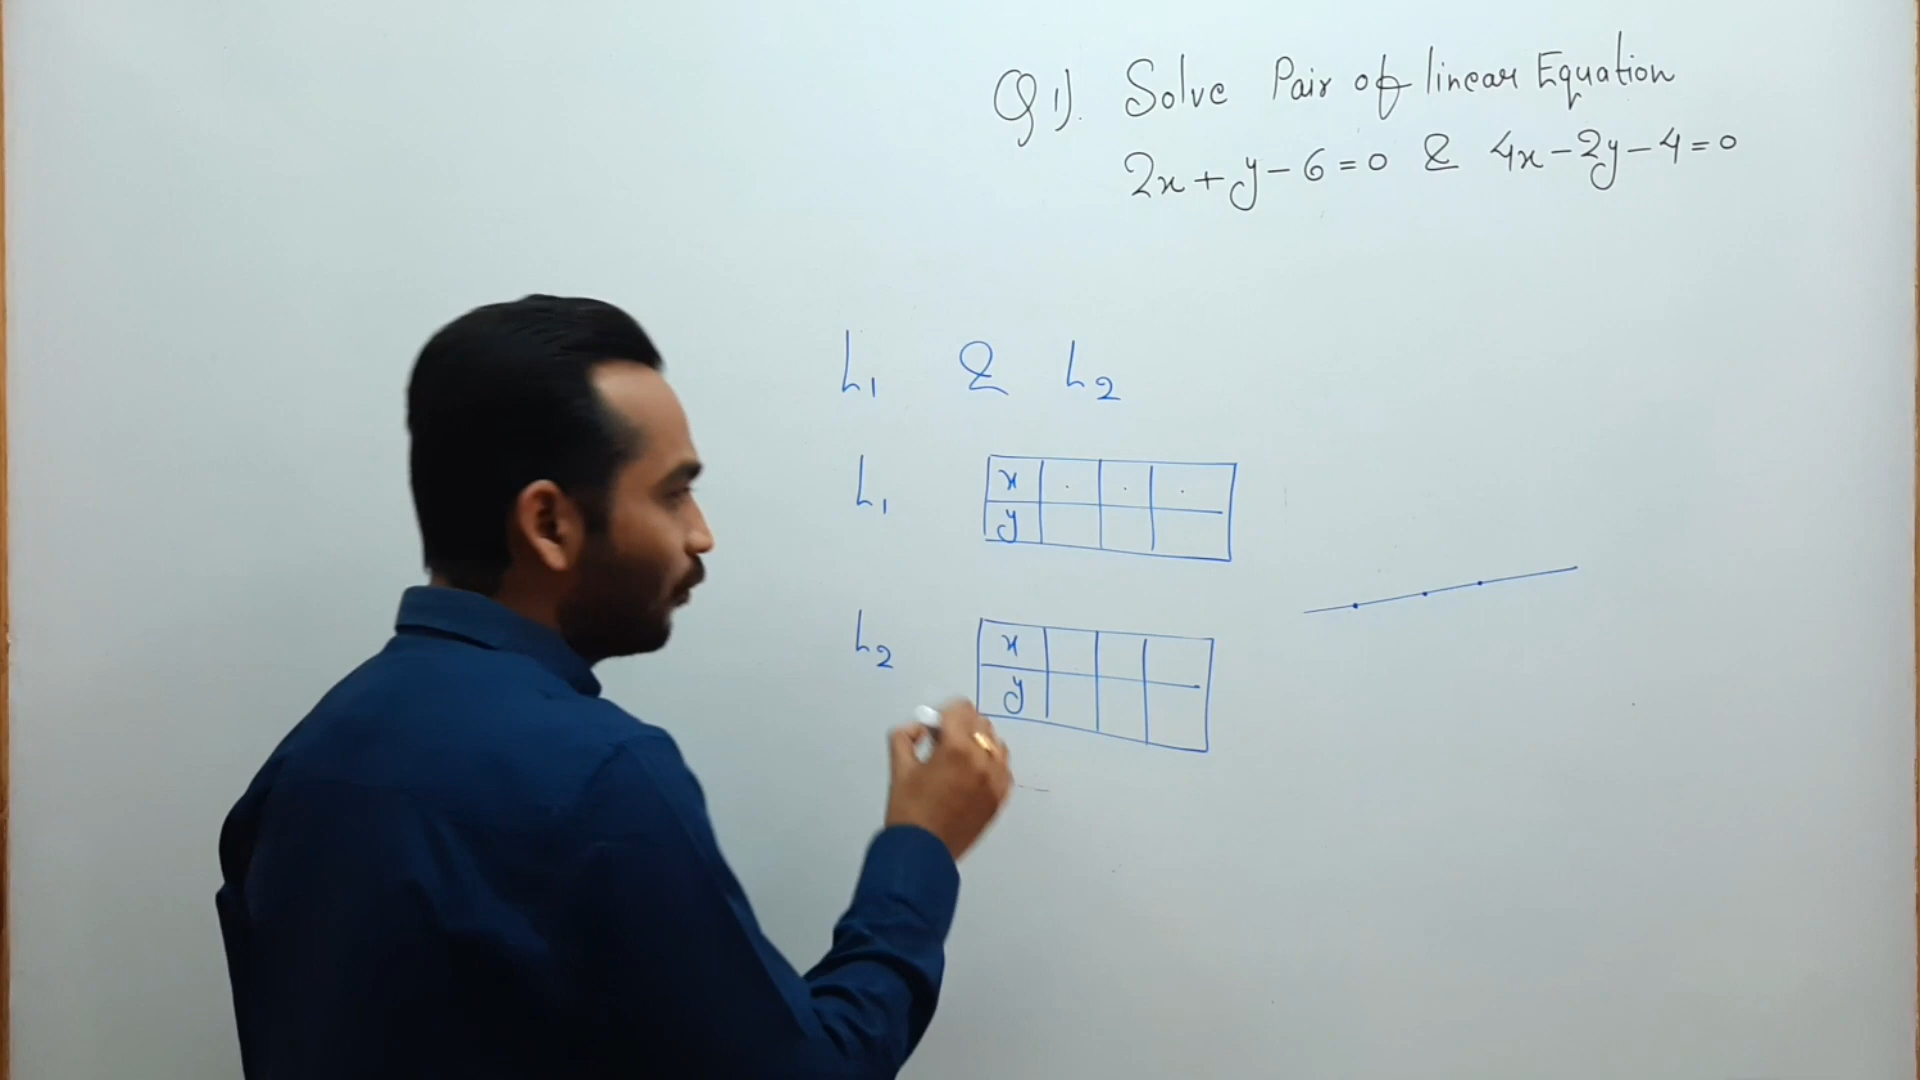 Q1). Solve Pair of linear Equation
2x + y - 6 = 0 & 4x - 2y - 4 = 0
L₁ & L₂
L₁
x
y
L₂
x
y